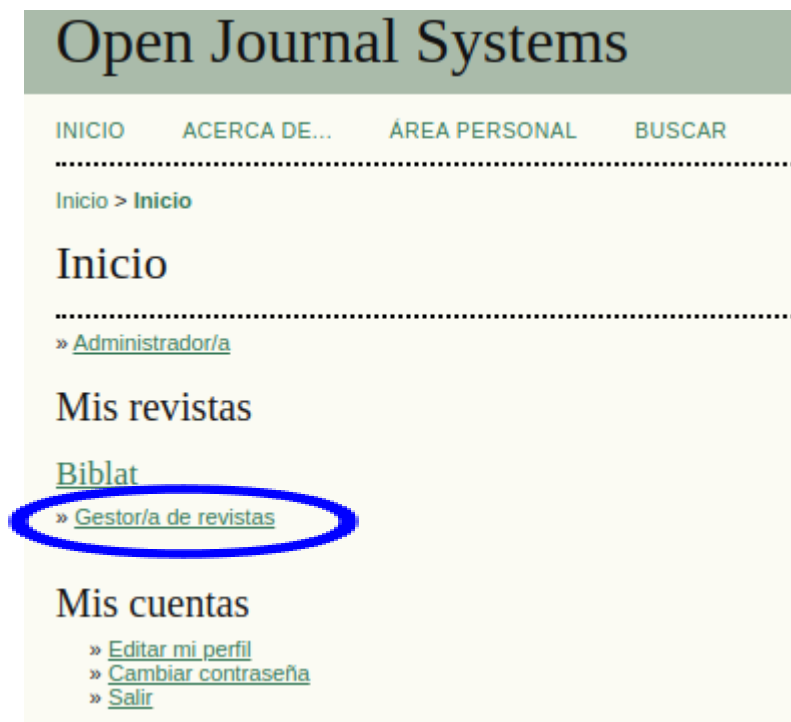 Open Journal Systems
INICIO ACERCA DE... ÁREA PERSONAL BUSCAR
Inicio > Inicio
Inicio
» Administrador/a
Mis revistas
Biblat
» Gestor/a de revistas
Mis cuentas
» Editar mi perfil
» Cambiar contraseña
» Salir